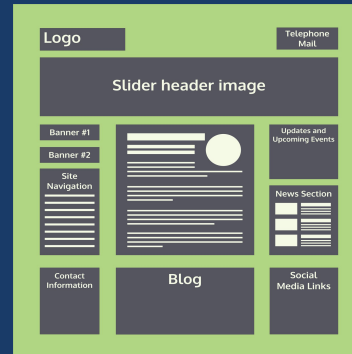 Logo
Telephone
Mail
Slider header image
Banner #1
Banner #2
Site
Navigation
Updates and
Upcoming Events
News Section
Contact
Information
Blog
Social
Media Links